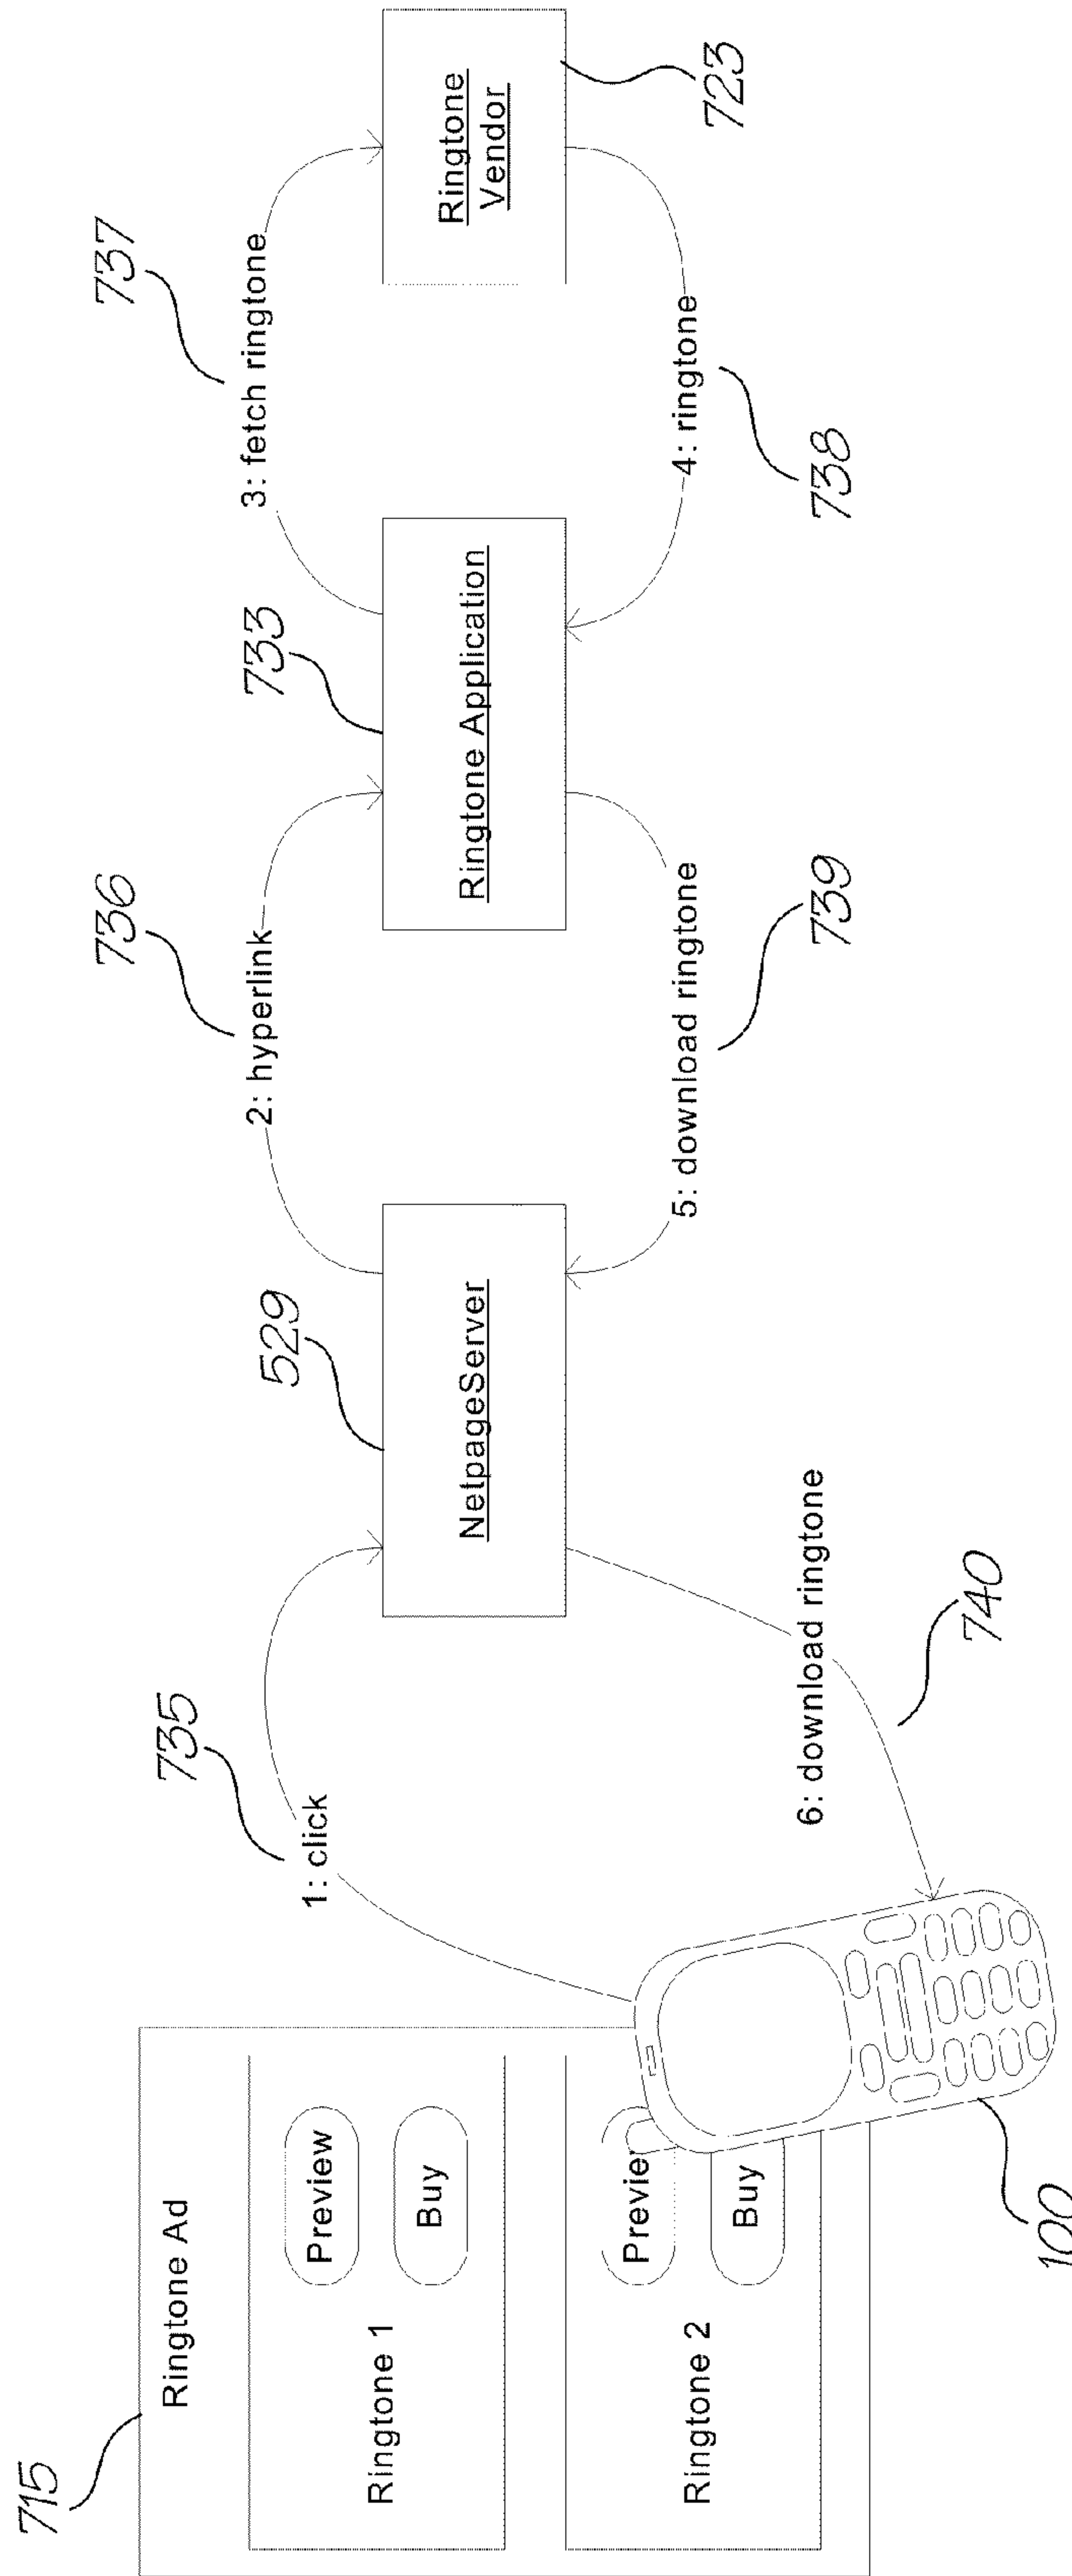 715
Ringtone Ad
Ringtone 1
Preview
Buy
Ringtone 2
Previe
Buy
100
735
1: click
6: download ringtone
740
529
NetpageServer
736
2: hyperlink
5: download ringtone
739
733
Ringtone Application
737
3: fetch ringtone
4: ringtone
738
Ringtone
Vendor
723